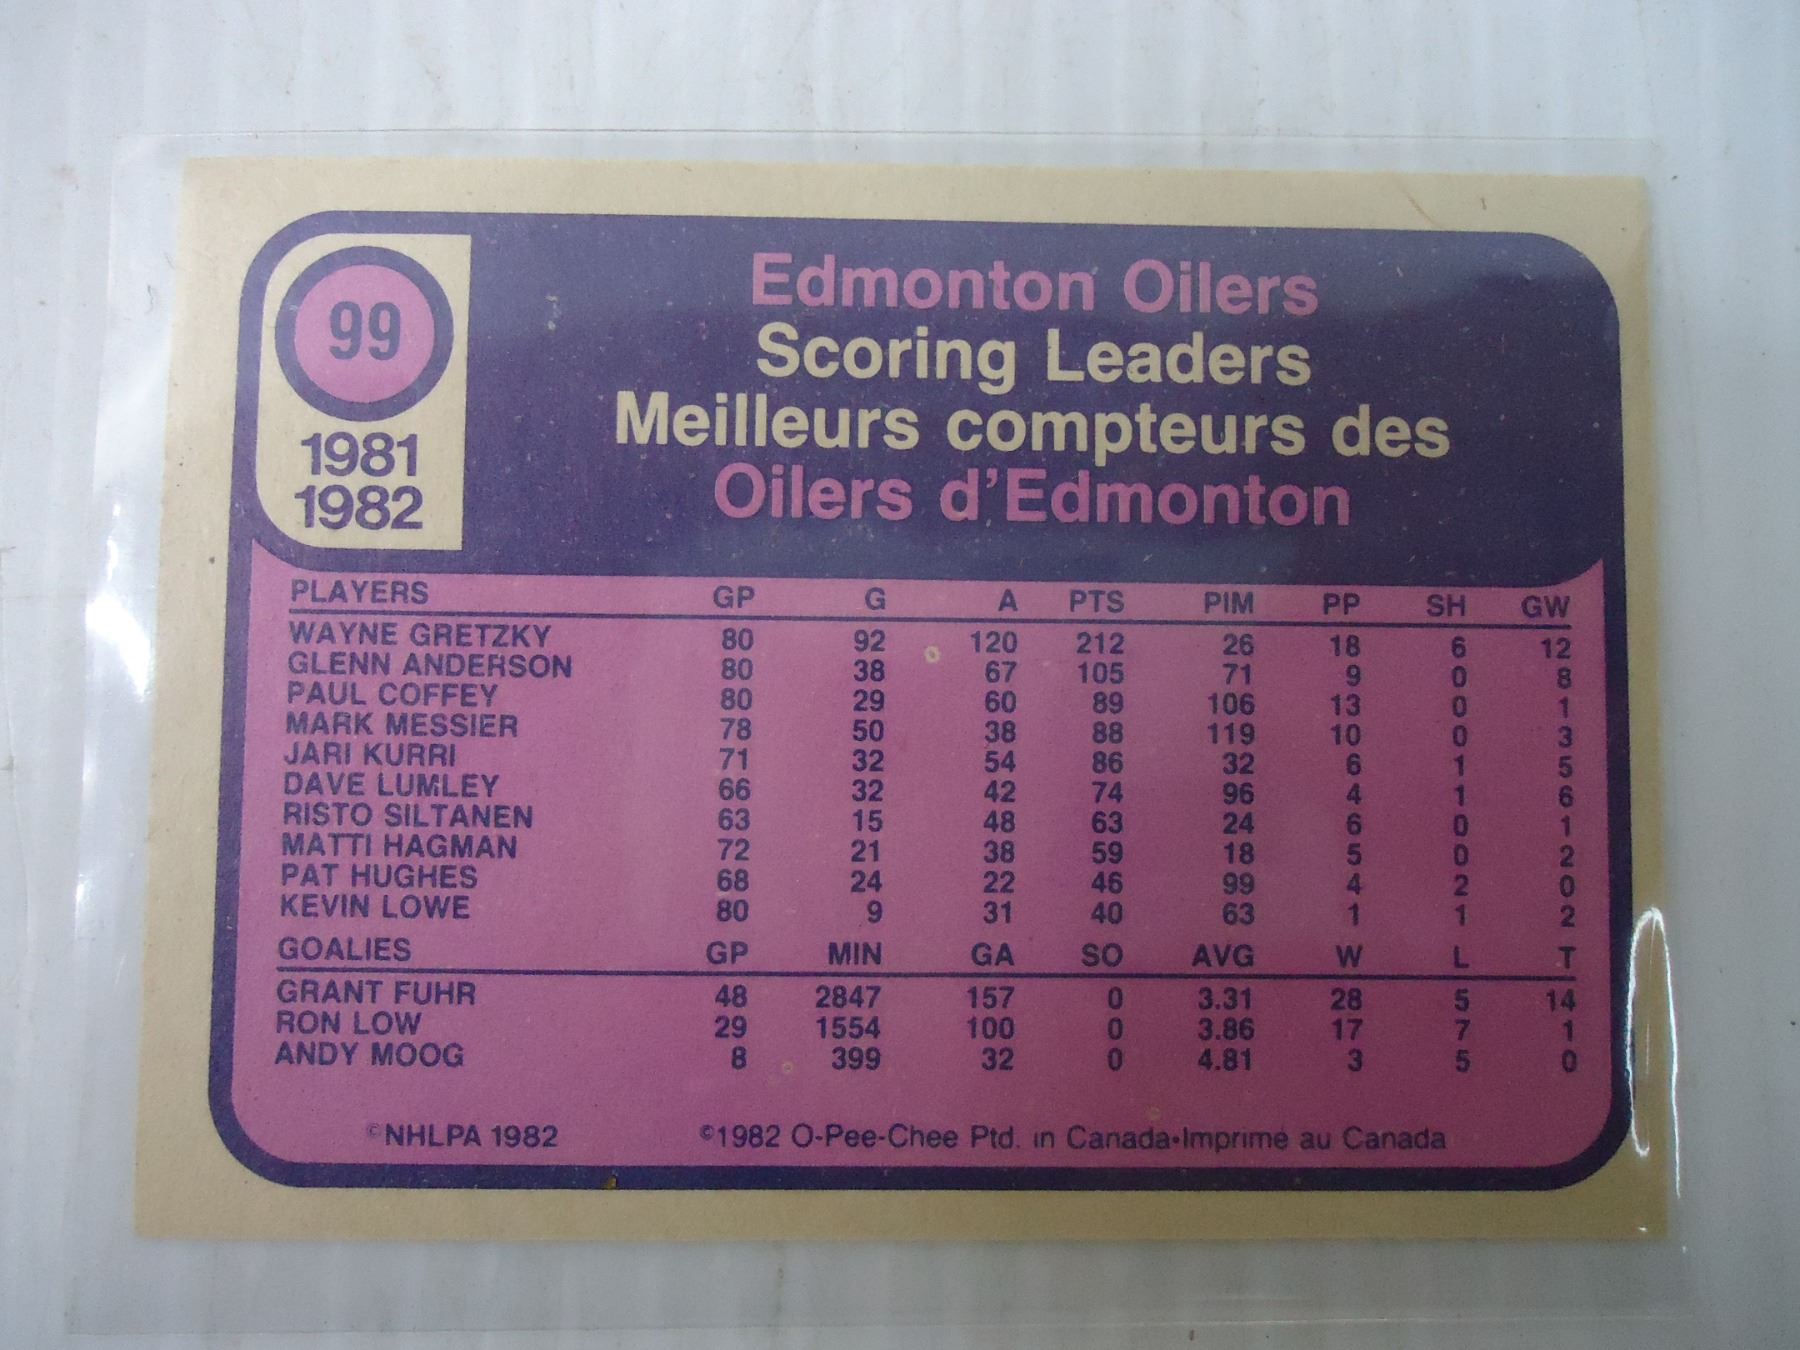 99
1981
1982
Edmonton Oilers
Scoring Leaders
Meilleurs compteurs des
Oilers d'Edmonton
PLAYERS GP G A PTS PIM PP SH GW
WAYNE GRETZKY 80 92 120 212 26 18 6 12
GLENN ANDERSON 80 38 67 105 71 9 0 8
PAUL COFFEY 80 29 60 89 106 13 0 1
MARK MESSIER 78 50 38 88 119 10 0 3
JARI KURRI 71 32 54 86 32 6 1 5
DAVE LUMLEY 66 32 42 74 96 4 1 6
RISTO SILTANEN 63 15 48 63 24 6 0 1
MATTI HAGMAN 72 21 38 59 18 5 0 2
PAT HUGHES 68 24 22 46 99 4 2 0
KEVIN LOWE 80 9 31 40 63 1 1 2
GOALIES GP MIN GA SO AVG W L T
GRANT FUHR 48 2847 157 0 3.31 28 5 14
RON LOW 29 1554 100 0 3.86 17 7 1
ANDY MOOG 8 399 32 0 4.81 3 5 0
©NHLPA 1982 ©1982 O-Pee-Chee Ptd. in Canada•Imprimé au Canada